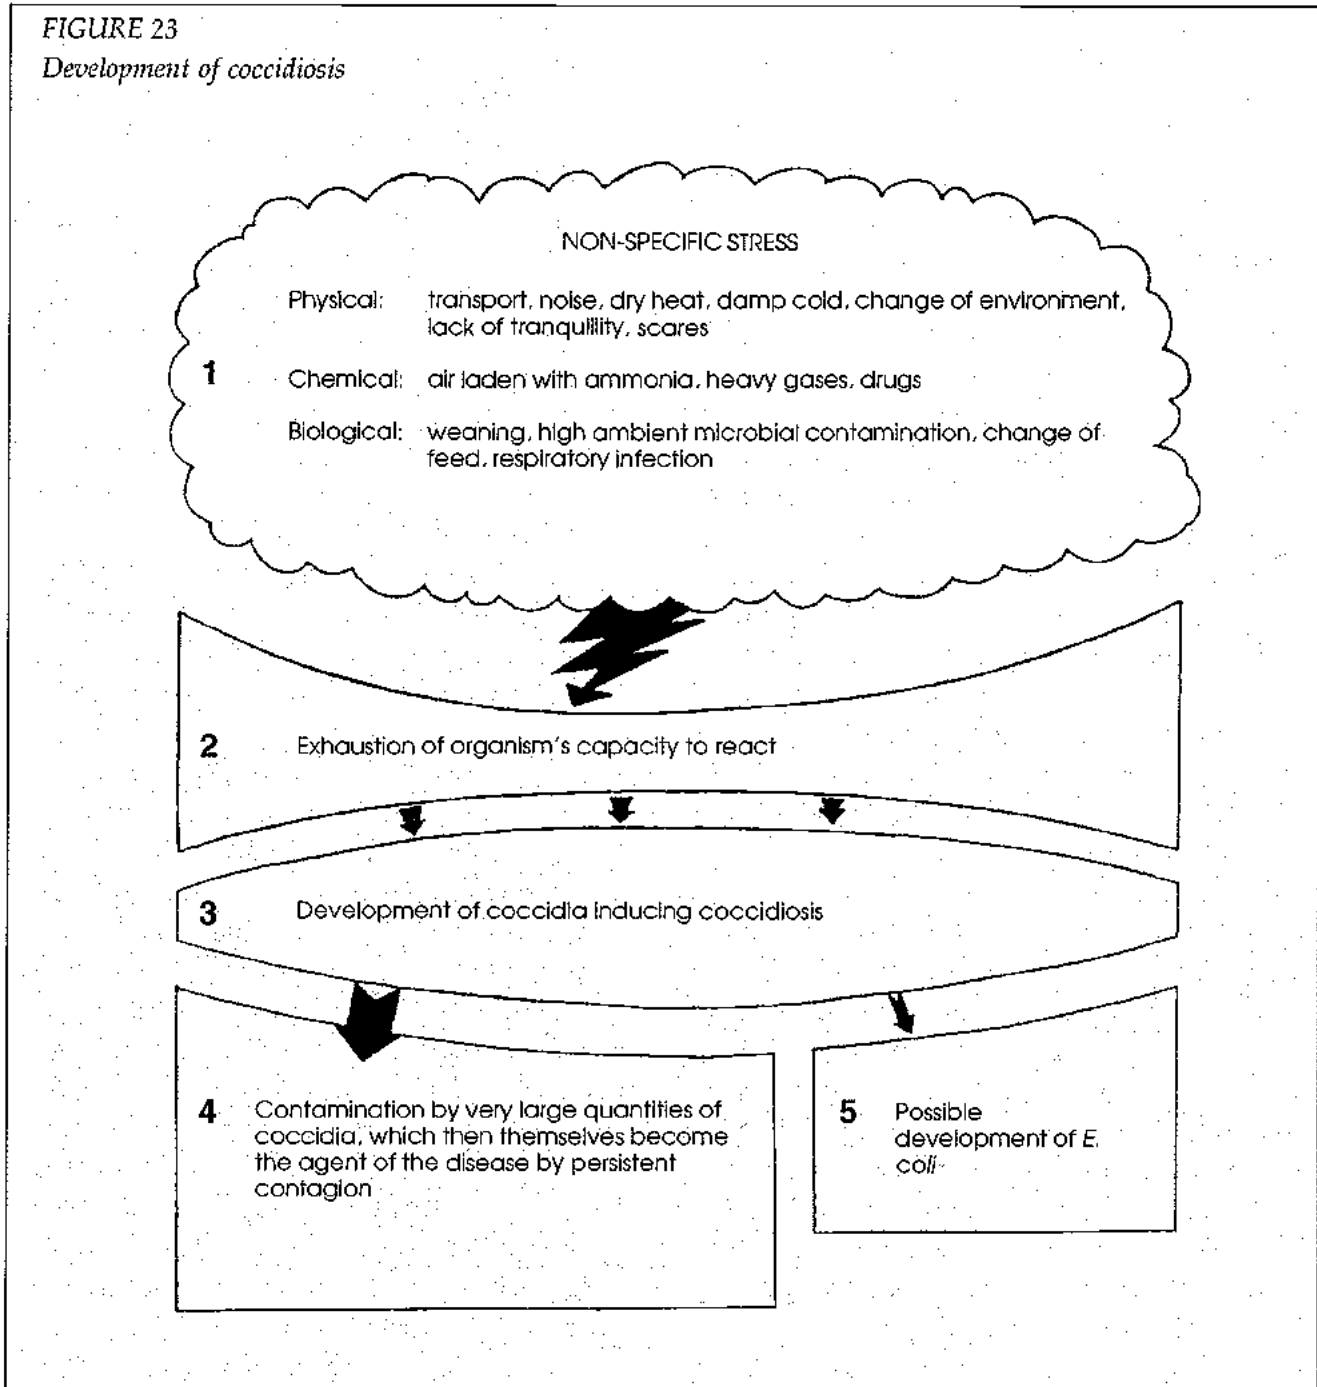 FIGURE 23
Development of coccidiosis
NON-SPECIFIC STRESS
Physical: transport, noise, dry heat, damp cold, change of environment,
lack of tranquillity, scares
1
Chemical: air laden with ammonia, heavy gases, drugs
Biological: weaning, high ambient microbial contamination, change of
feed, respiratory infection
2 Exhaustion of organism's capacity to react
3 Development of coccidia inducing coccidiosis
4 Contamination by very large quantities of
coccidia, which then themselves become
the agent of the disease by persistent
contagion
5 Possible
development of E.
coli